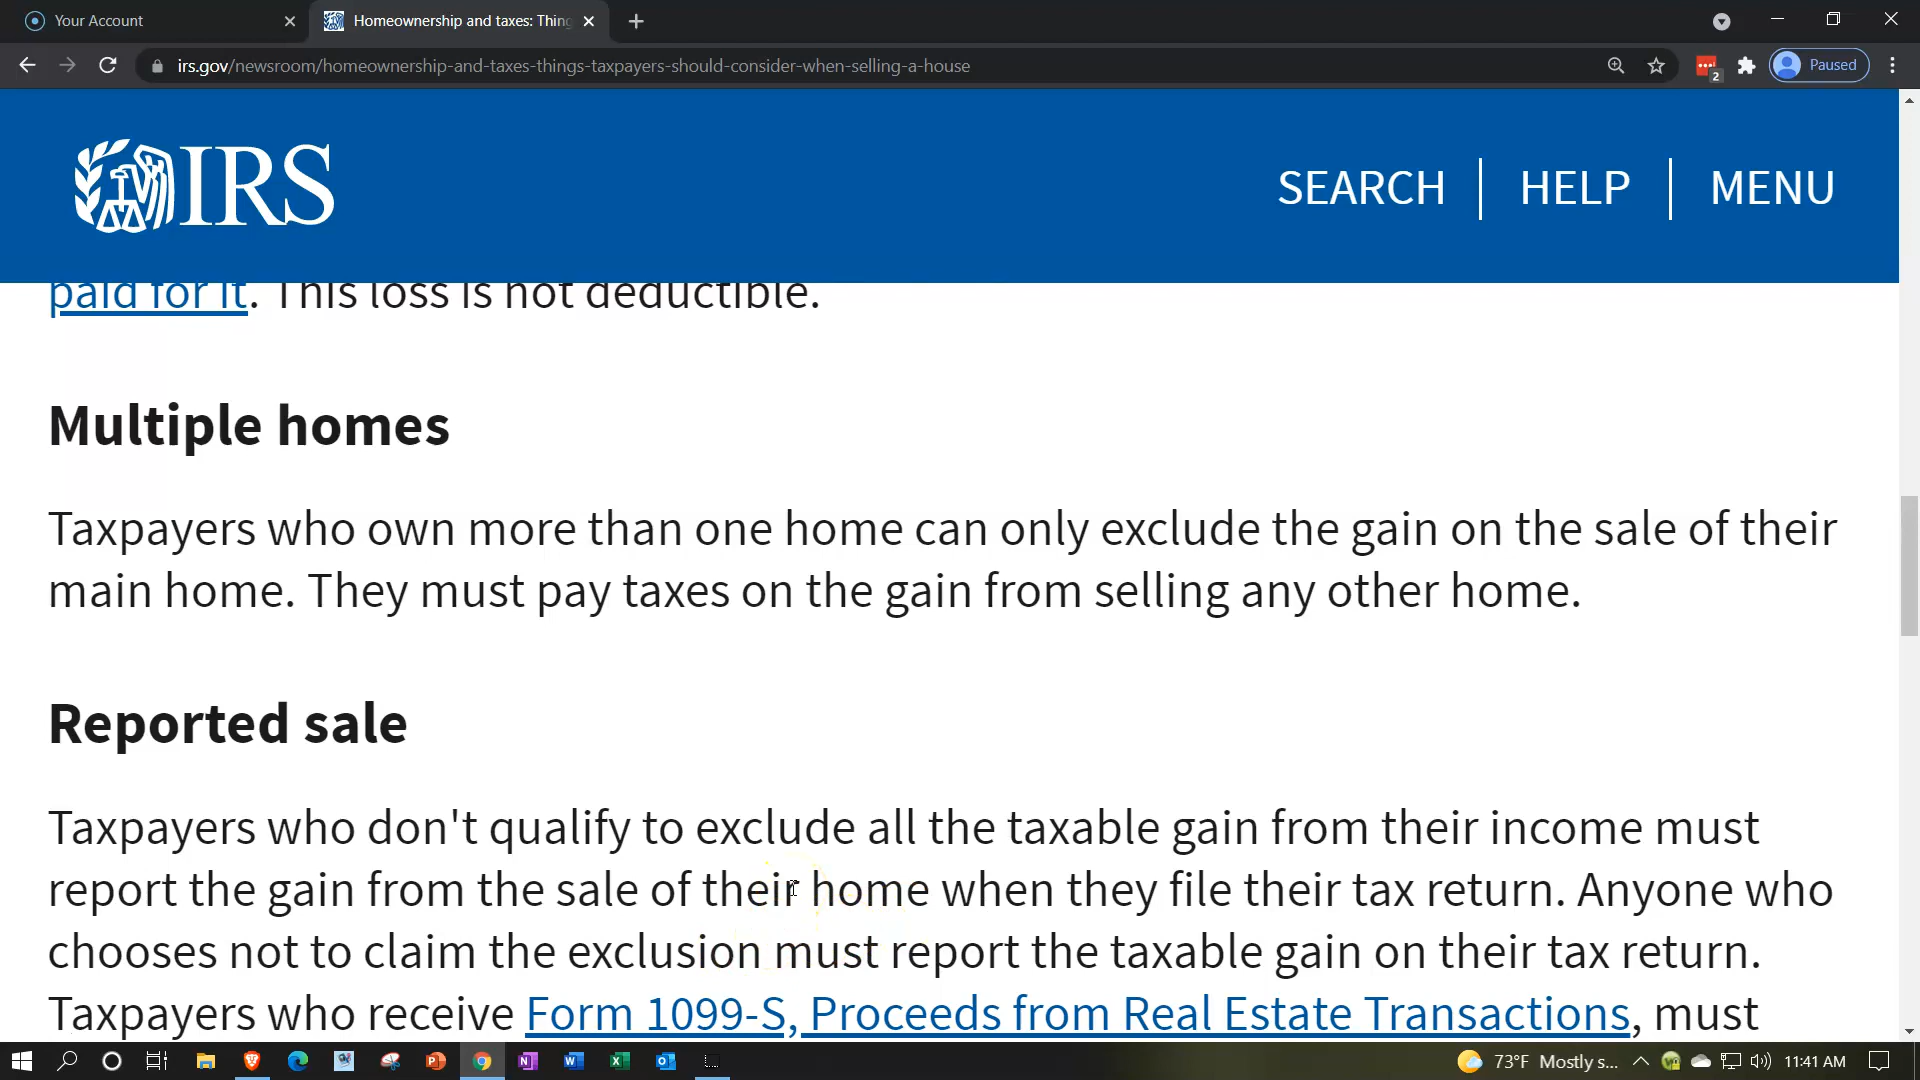 Your Account
Homeownership and taxes: Thing
irs.gov/newsroom/homeownership-and-taxes-things-taxpayers-should-consider-when-selling-a-house
2
Paused
IRS
SEARCH
HELP
MENU
paid for it. This loss is not deductible.
Multiple homes
Taxpayers who own more than one home can only exclude the gain on the sale of their
main home. They must pay taxes on the gain from selling any other home.
Reported sale
Taxpayers who don't qualify to exclude all the taxable gain from their income must
report the gain from the sale of their home when they file their tax return. Anyone who
chooses not to claim the exclusion must report the taxable gain on their tax return.
Taxpayers who receive Form 1099-S, Proceeds from Real Estate Transactions, must
73°F Mostly s...
11:41 AM